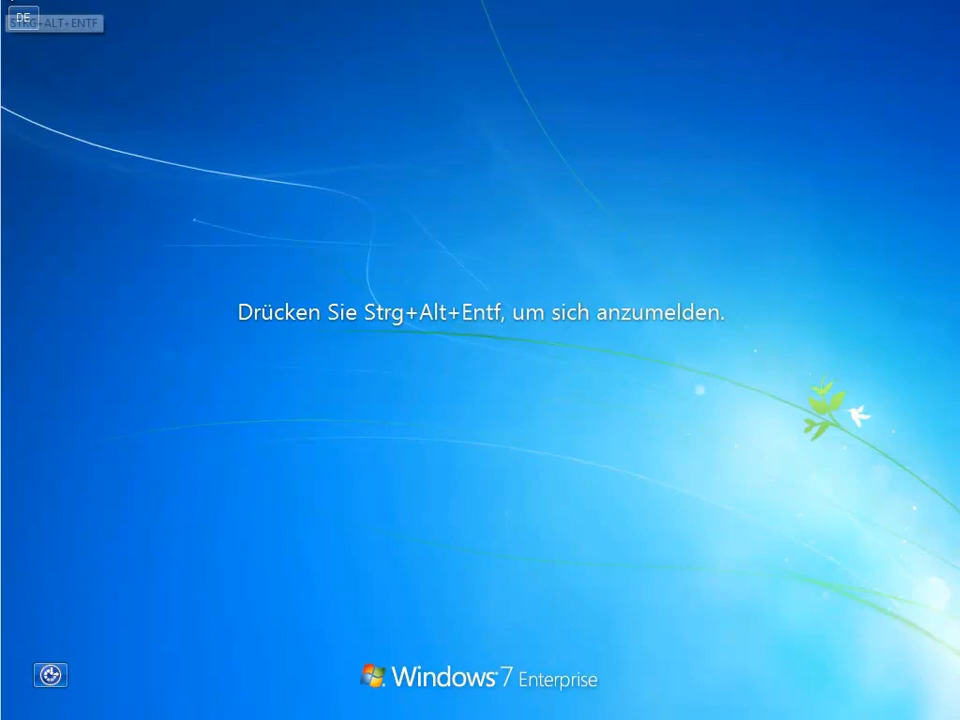 DE
STRG+ALT+ENTF
Drücken Sie Strg+Alt+Entf, um sich anzumelden.
Windows 7 Enterprise